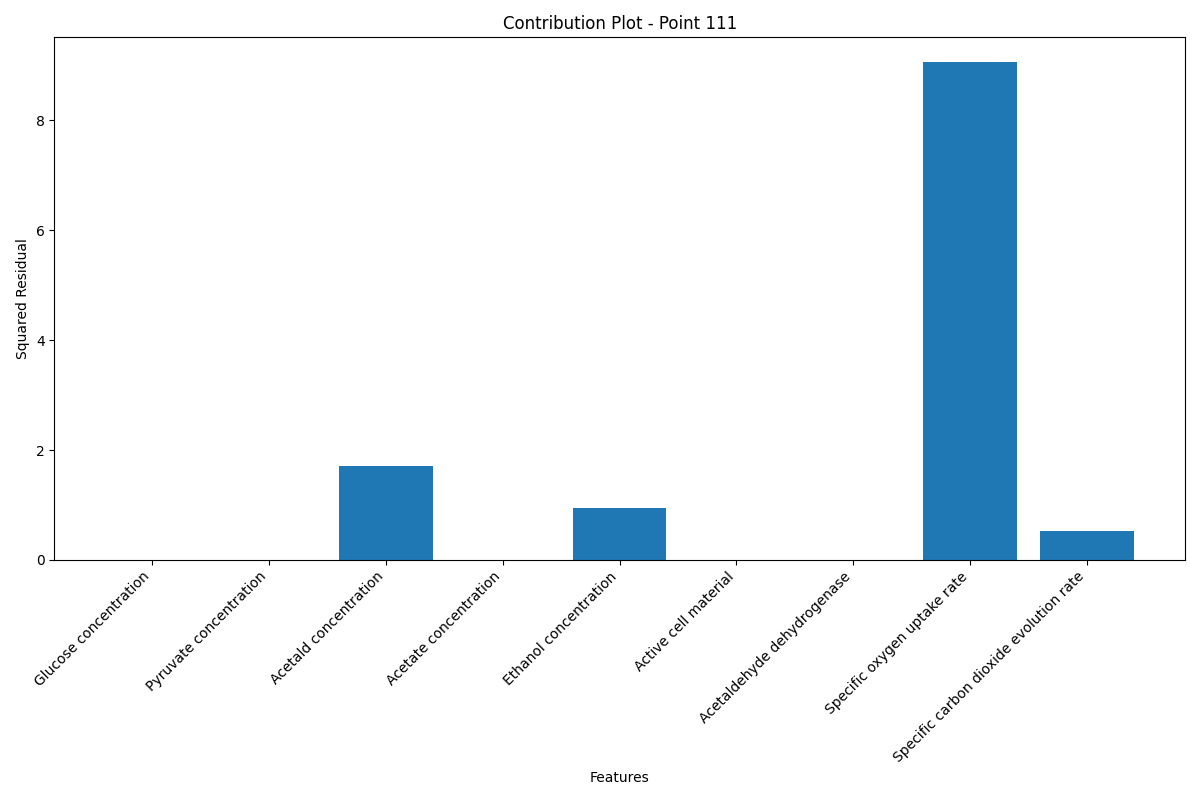 Contribution Plot - Point 111
Squared Residual
8
6
4
2
0
Glucose concentration
Pyruvate concentration
Acetald concentration
Acetate concentration
Ethanol concentration
Active cell material
Acetaldehyde dehydrogenase
Specific oxygen uptake rate
Specific carbon dioxide evolution rate
Features